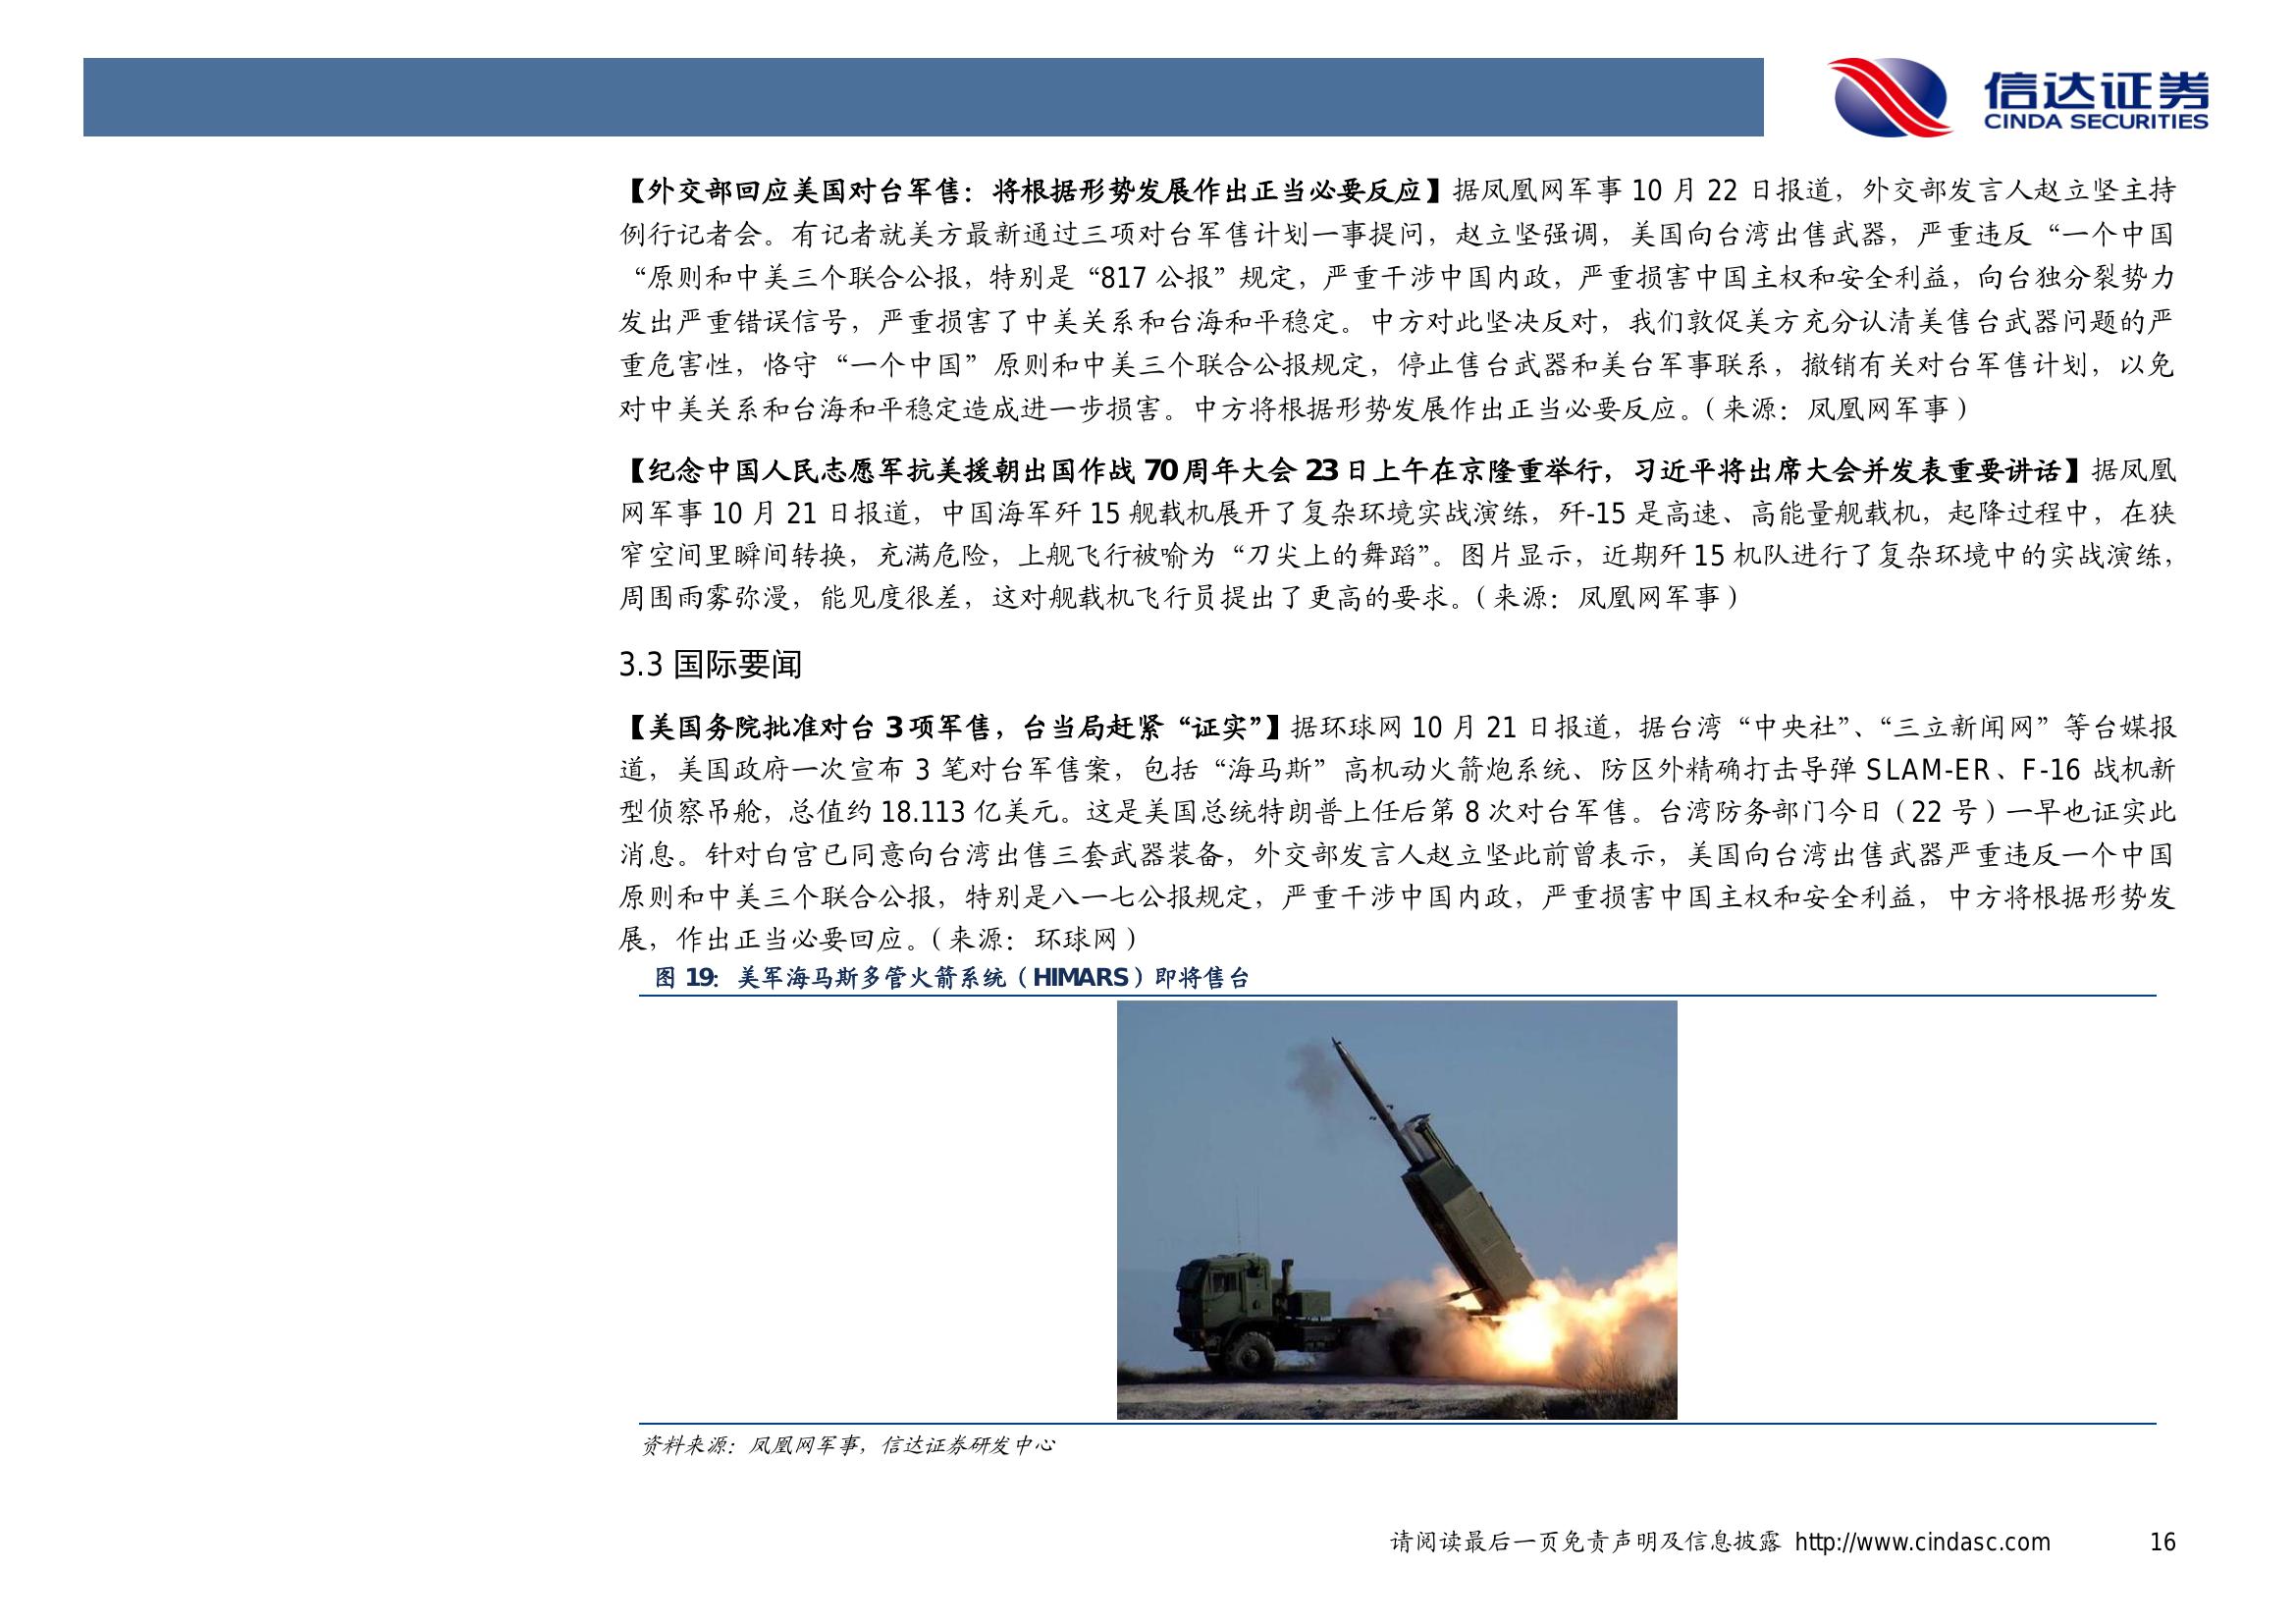 信达证券
CINDA SECURITIES
【外交部回应美国对台军售：将根据形势发展作出正当必要反应】据凤凰网军事 10 月 22 日报道，外交部发言人赵立坚主持
例行记者会。有记者就美方最新通过三项对台军售计划一事提问，赵立坚强调，美国向台湾出售武器，严重违反“一个中国
“原则和中美三个联合公报，特别是“817 公报”规定，严重干涉中国内政，严重损害中国主权和安全利益，向台独分裂势力
发出严重错误信号，严重损害了中美关系和台海和平稳定。中方对此坚决反对，我们敦促美方充分认清美售台武器问题的严
重危害性，恪守“一个中国”原则和中美三个联合公报规定，停止售台武器和美台军事联系，撤销有关对台军售计划，以免
对中美关系和台海和平稳定造成进一步损害。中方将根据形势发展作出正当必要反应。（来源：凤凰网军事）
【纪念中国人民志愿军抗美援朝出国作战 70 周年大会 23 日上午在京隆重举行，习近平将出席大会并发表重要讲话】据凤凰
网军事 10 月 21 日报道，中国海军歼 15 舰载机展开了复杂环境实战演练，歼-15 是高速、高能量舰载机，起降过程中，在狭
窄空间里瞬间转换，充满危险，上舰飞行被喻为“刀尖上的舞蹈”。图片显示，近期歼 15 机队进行了复杂环境中的实战演练，
周围雨雾弥漫，能见度很差，这对舰载机飞行员提出了更高的要求。（来源：凤凰网军事）
3.3 国际要闻
【美国务院批准对台 3 项军售，台当局赶紧“证实”】据环球网 10 月 21 日报道，据台湾“中央社”、“三立新闻网”等台媒报
道，美国政府一次宣布 3 笔对台军售案，包括“海马斯”高机动火箭炮系统、防区外精确打击导弹 SLAM-ER、F-16 战机新
型侦察吊舱，总值约 18.113 亿美元。这是美国总统特朗普上任后第 8 次对台军售。台湾防务部门今日（22 号）一早也证实此
消息。针对白宫已同意向台湾出售三套武器装备，外交部发言人赵立坚此前曾表示，美国向台湾出售武器严重违反一个中国
原则和中美三个联合公报，特别是八一七公报规定，严重干涉中国内政，严重损害中国主权和安全利益，中方将根据形势发
展，作出正当必要回应。（来源：环球网）
图 19：美军海马斯多管火箭系统（HIMARS）即将售台
资料来源：凤凰网军事，信达证券研发中心
请阅读最后一页免责声明及信息披露 http://www.cindasc.com 16